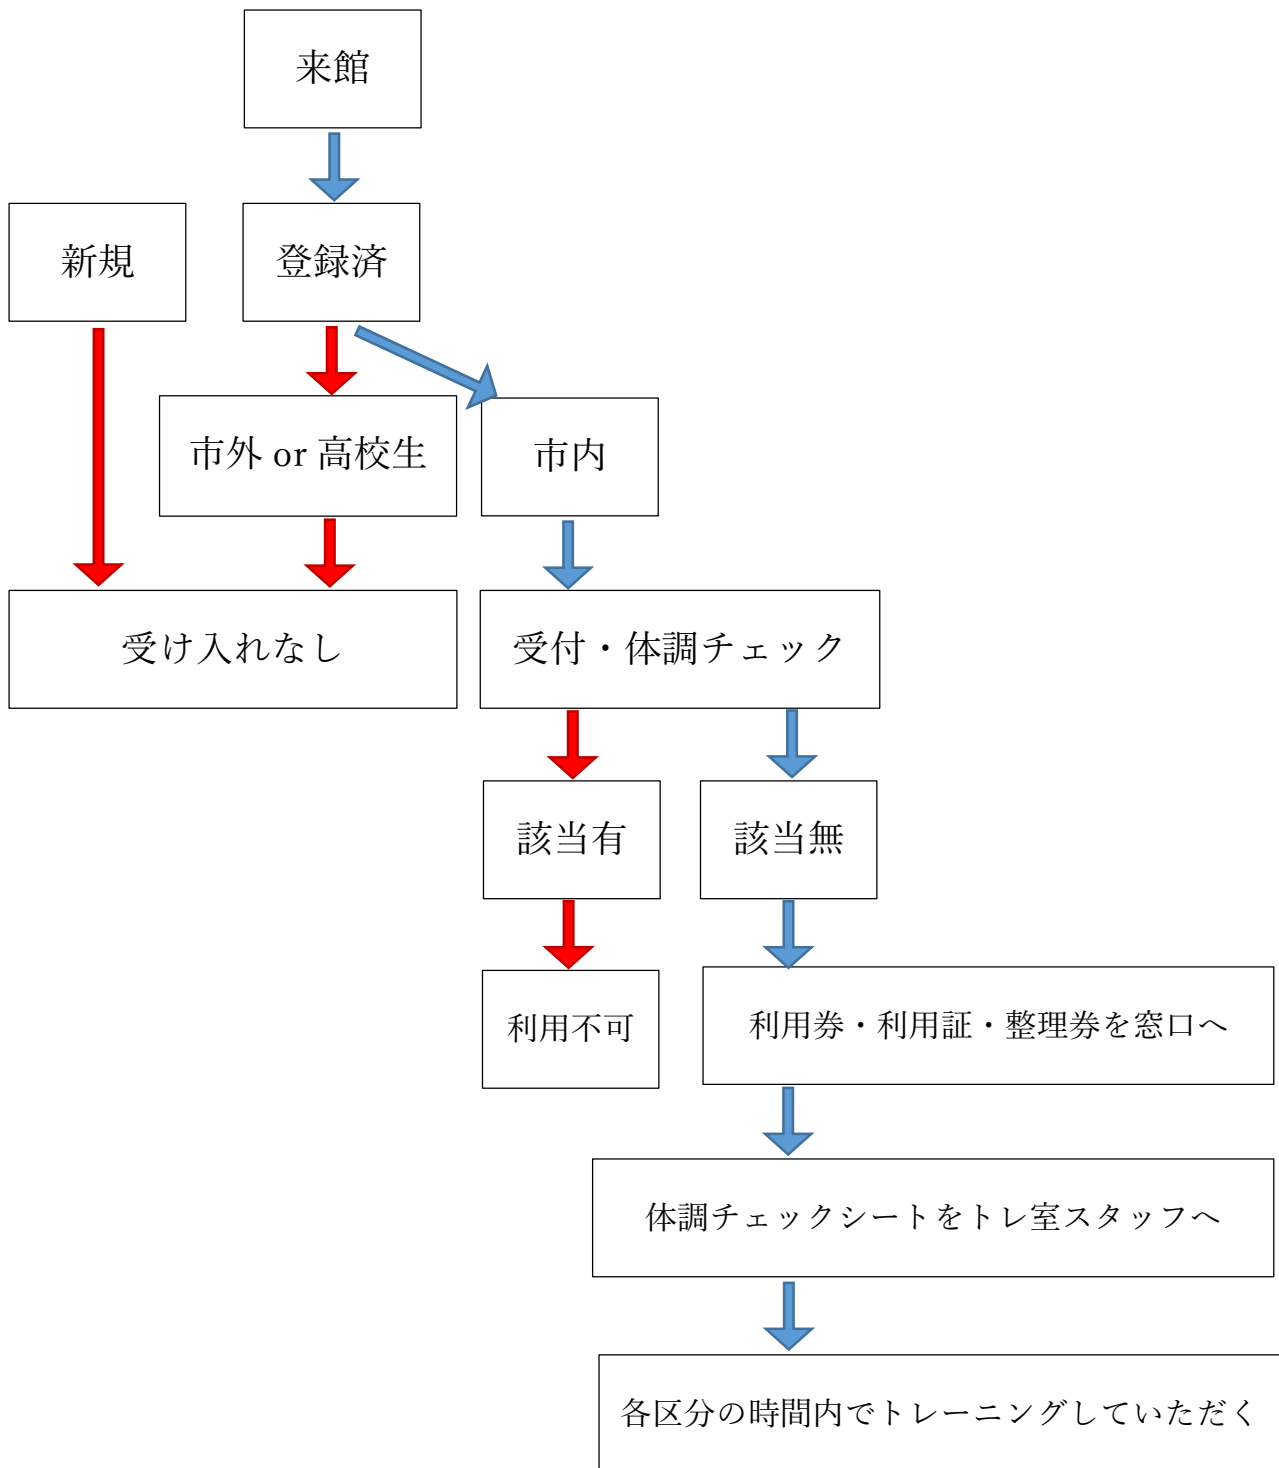 来館
新規
登録済
市外 or 高校生
市内
受け入れなし
受付・体調チェック
該当有
該当無
利用不可
利用券・利用証・整理券を窓口へ
体調チェックシートをトレ室スタッフへ
各区分の時間内でトレーニングしていただく